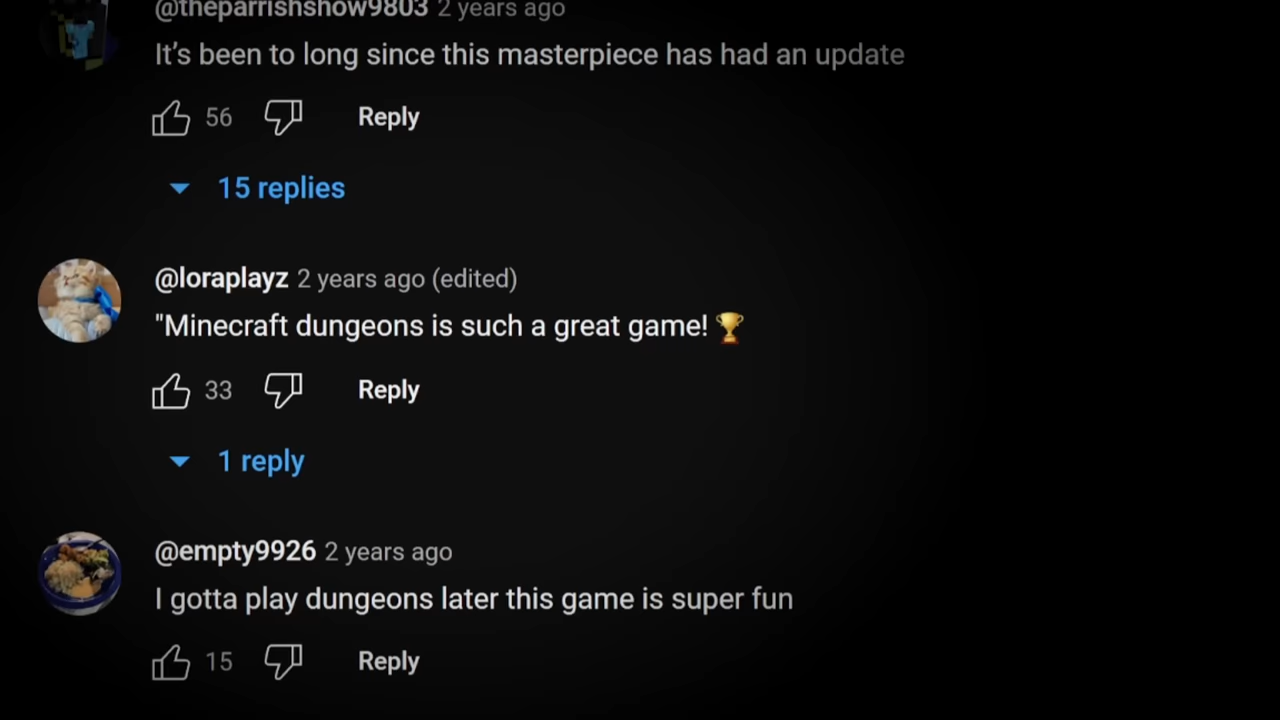 @theparrishshow9803 2 years ago
It's been to long since this masterpiece has had an update
56 Reply
15 replies
@loraplayz 2 years ago (edited)
"Minecraft dungeons is such a great game! 🏆
33 Reply
1 reply
@empty9926 2 years ago
I gotta play dungeons later this game is super fun
15 Reply